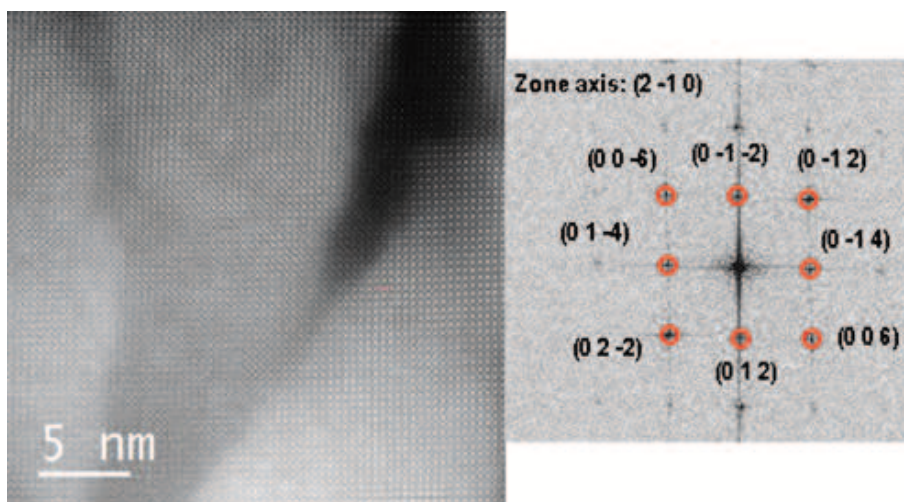 Zone axis: (2 -1 0)
(0 0 -6) (0 -1 -2) (0 -1 2)
(0 1 -4) (0 -1 4)
(0 2 -2) (0 1 2) (0 0 6)
5 nm